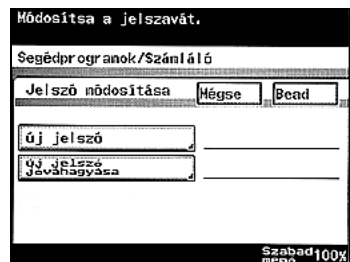 Módosítsa a jelszavát.
Segédprogramok/Számláló
Jelszó módosítása
Mégse
Bead
új jelszó
új jelszó
jóváhagyása
Szabad
memó
100%